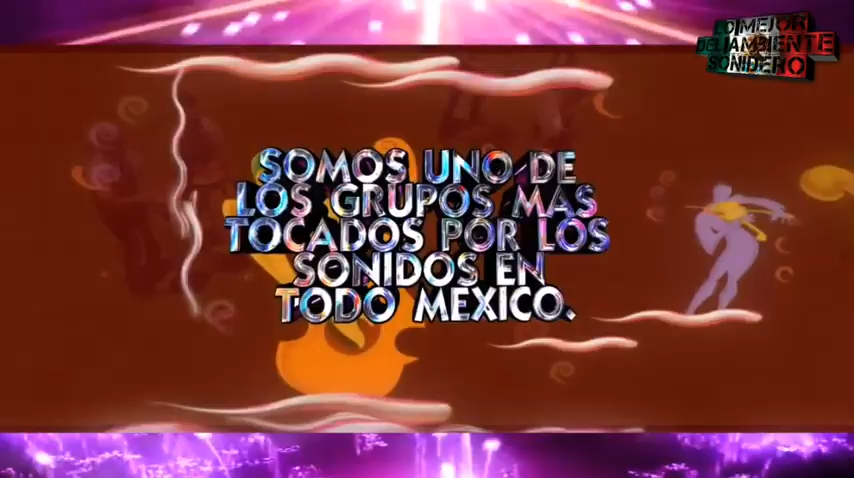 LO MEJOR
DEL AMBIENTE
SONIDERO
SOMOS UNO DE
LOS GRUPOS MAS
TOCADOS POR LOS
SONIDOS EN
TODO MEXICO.